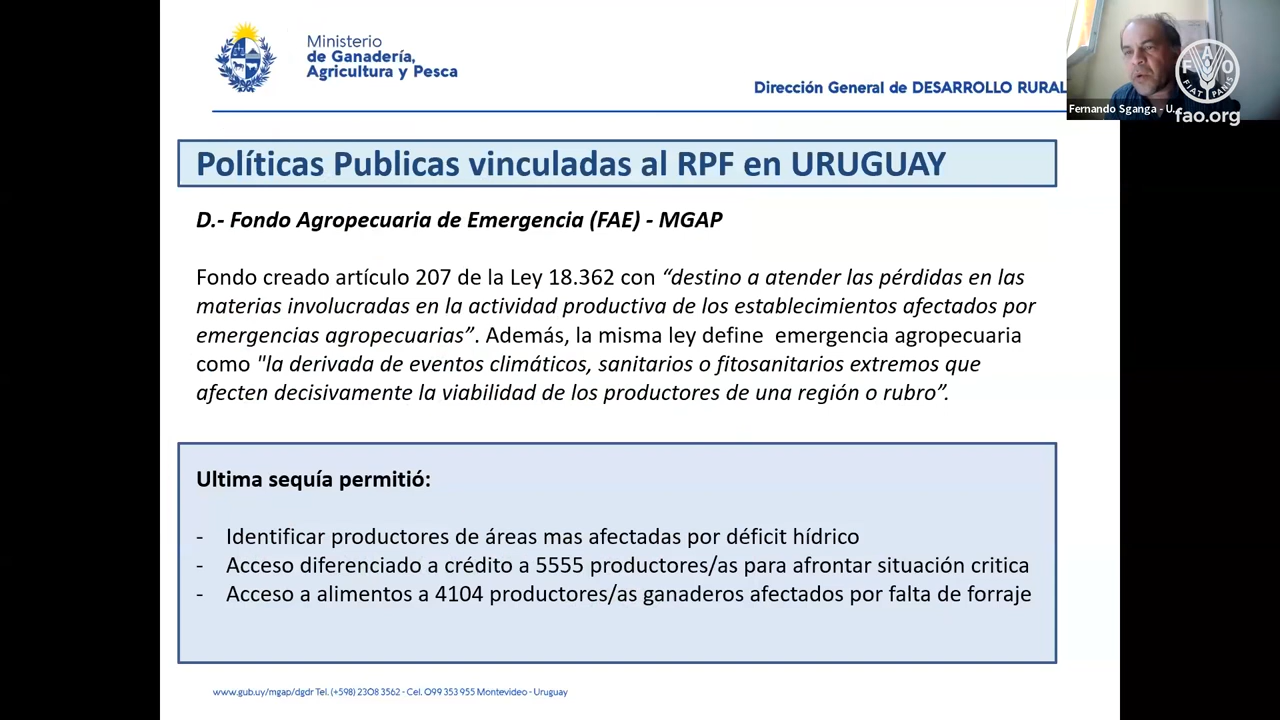 Ministerio
de Ganadería,
Agricultura y Pesca
Dirección General de DESARROLLO RURAL
Fernando Sganga - U...
FAO
FIAT PANIS
fao.org
Políticas Publicas vinculadas al RPF en URUGUAY
D.- Fondo Agropecuaria de Emergencia (FAE) - MGAP
Fondo creado artículo 207 de la Ley 18.362 con “destino a atender las pérdidas en las
materias involucradas en la actividad productiva de los establecimientos afectados por
emergencias agropecuarias”. Además, la misma ley define emergencia agropecuaria
como "la derivada de eventos climáticos, sanitarios o fitosanitarios extremos que
afecten decisivamente la viabilidad de los productores de una región o rubro”.
Ultima sequía permitió:
- Identificar productores de áreas mas afectadas por déficit hídrico
- Acceso diferenciado a crédito a 5555 productores/as para afrontar situación critica
- Acceso a alimentos a 4104 productores/as ganaderos afectados por falta de forraje
www.gub.uy/mgap/dgdr Tel. (+598) 2308 3562 - Cel. 099 353 955 Montevideo - Uruguay